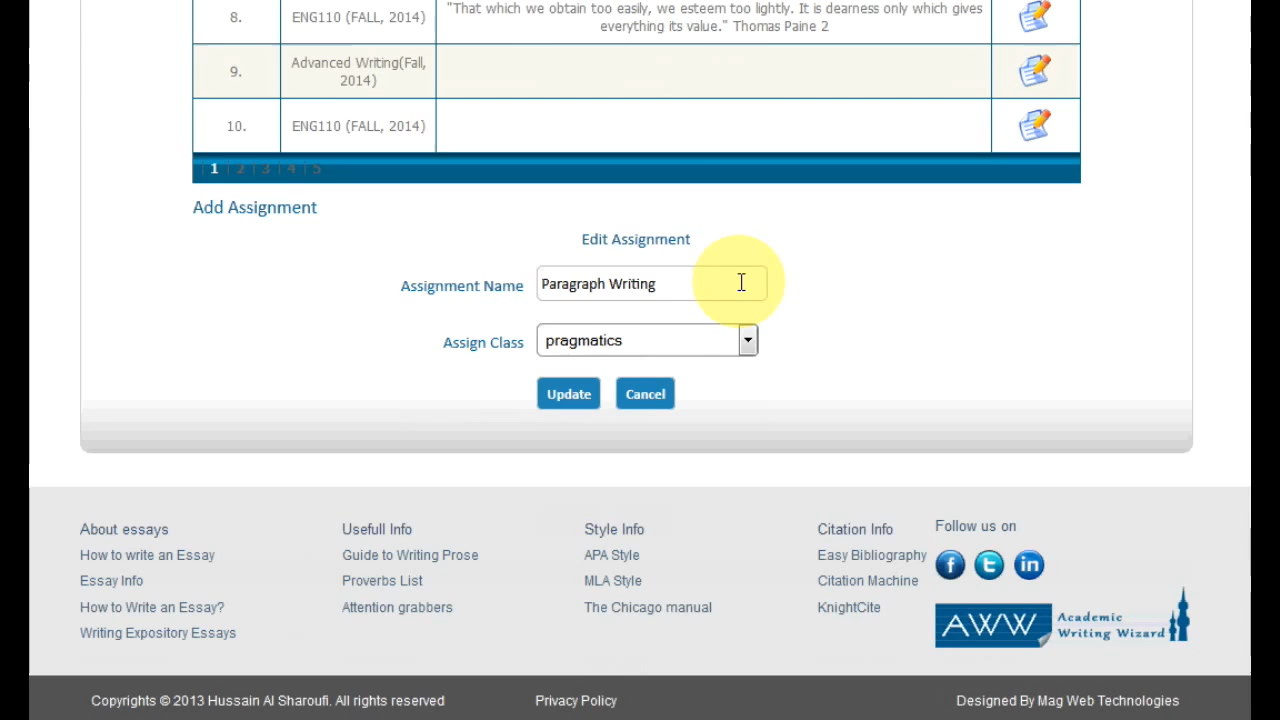 8.
ENG110 (FALL, 2014)
"That which we obtain too easily, we esteem too lightly. It is dearness only which gives
everything its value." Thomas Paine 2
9.
Advanced Writing(Fall,
2014)
10.
ENG110 (FALL, 2014)
| 1 | 2 | 3 | 4 | 5
Add Assignment
Edit Assignment
Assignment Name
Paragraph Writing
Assign Class
pragmatics
Update
Cancel
About essays
How to write an Essay
Essay Info
How to Write an Essay?
Writing Expository Essays
Usefull Info
Guide to Writing Prose
Proverbs List
Attention grabbers
Style Info
APA Style
MLA Style
The Chicago manual
Citation Info
Easy Bibliography
Citation Machine
KnightCite
Follow us on
f t in
AWW
Academic
Writing Wizard
Copyrights © 2013 Hussain Al Sharoufi. All rights reserved
Privacy Policy
Designed By Mag Web Technologies